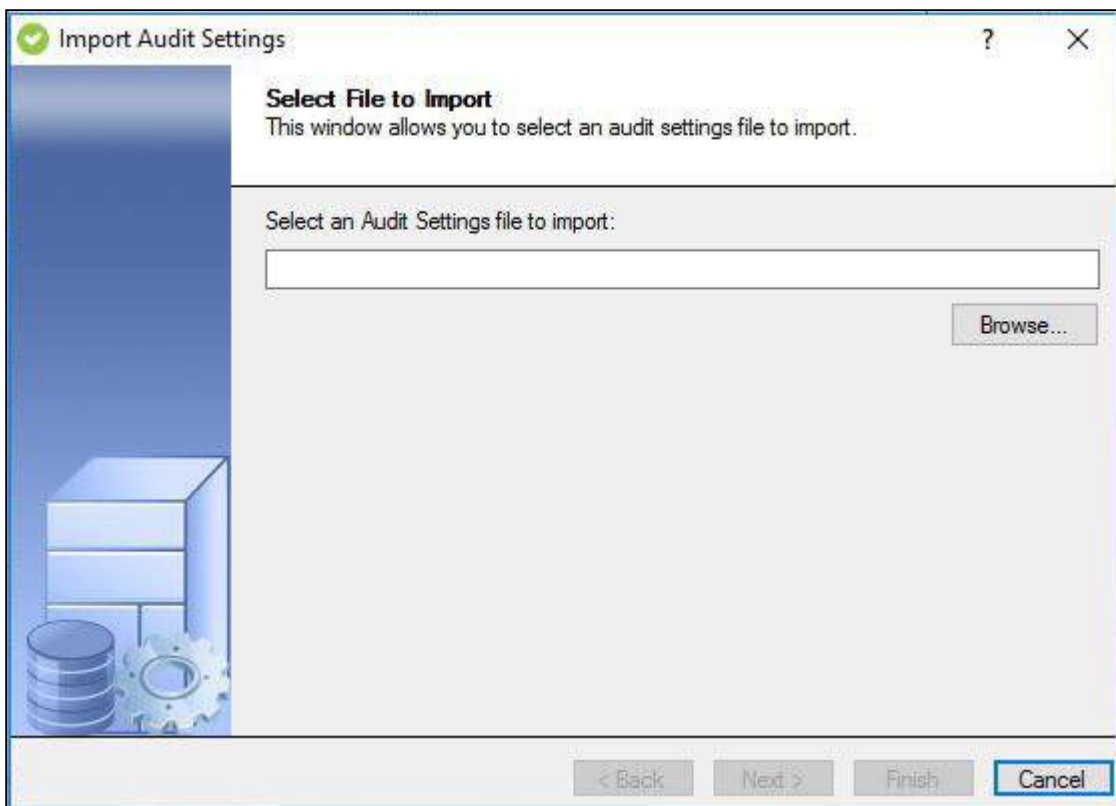 Import Audit Settings
?
Select File to Import
This window allows you to select an audit settings file to import.
Select an Audit Settings file to import:
Browse...
< Back Next > Finish Cancel